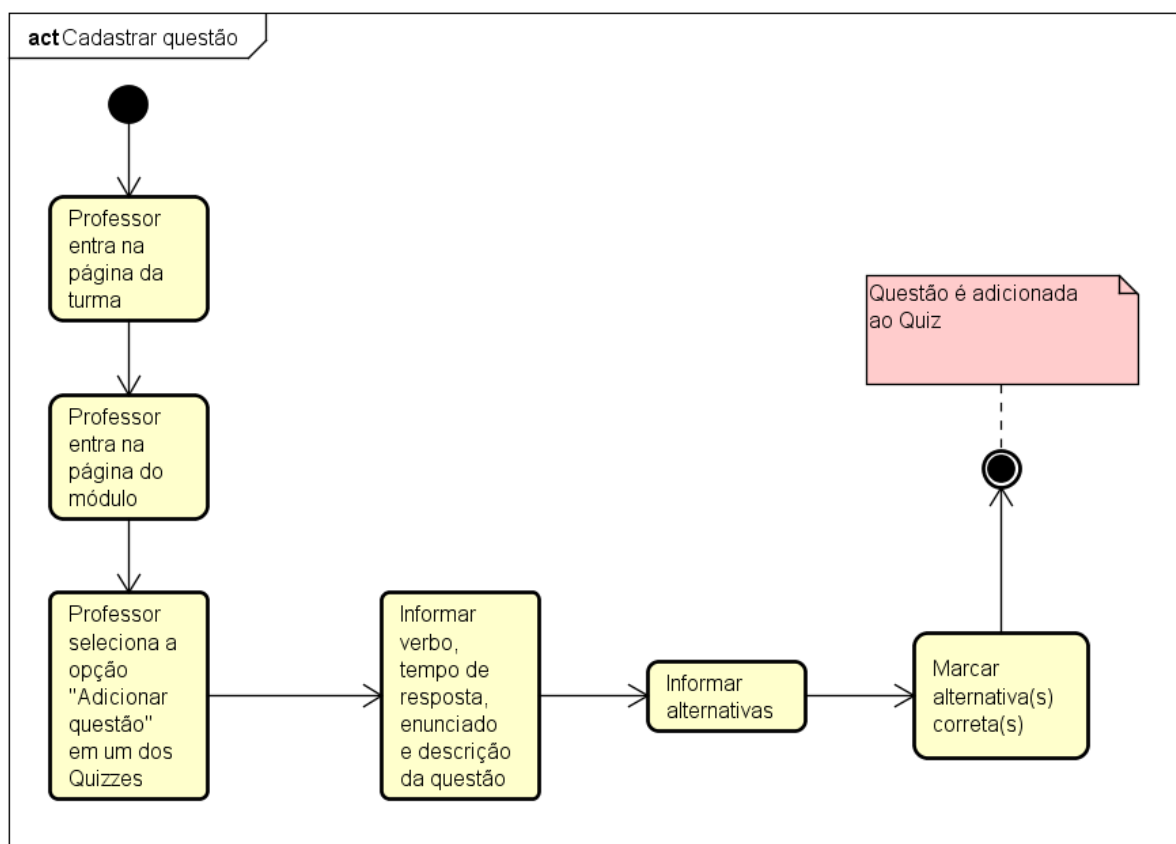 act Cadastrar questão
Professor
entra na
página da
turma
Professor
entra na
página do
módulo
Professor
seleciona a
opção
"Adicionar
questão"
em um dos
Quizzes
Informar
verbo,
tempo de
resposta,
enunciado
e descrição
da questão
Informar
alternativas
Marcar
alternativa(s)
correta(s)
Questão é adicionada
ao Quiz